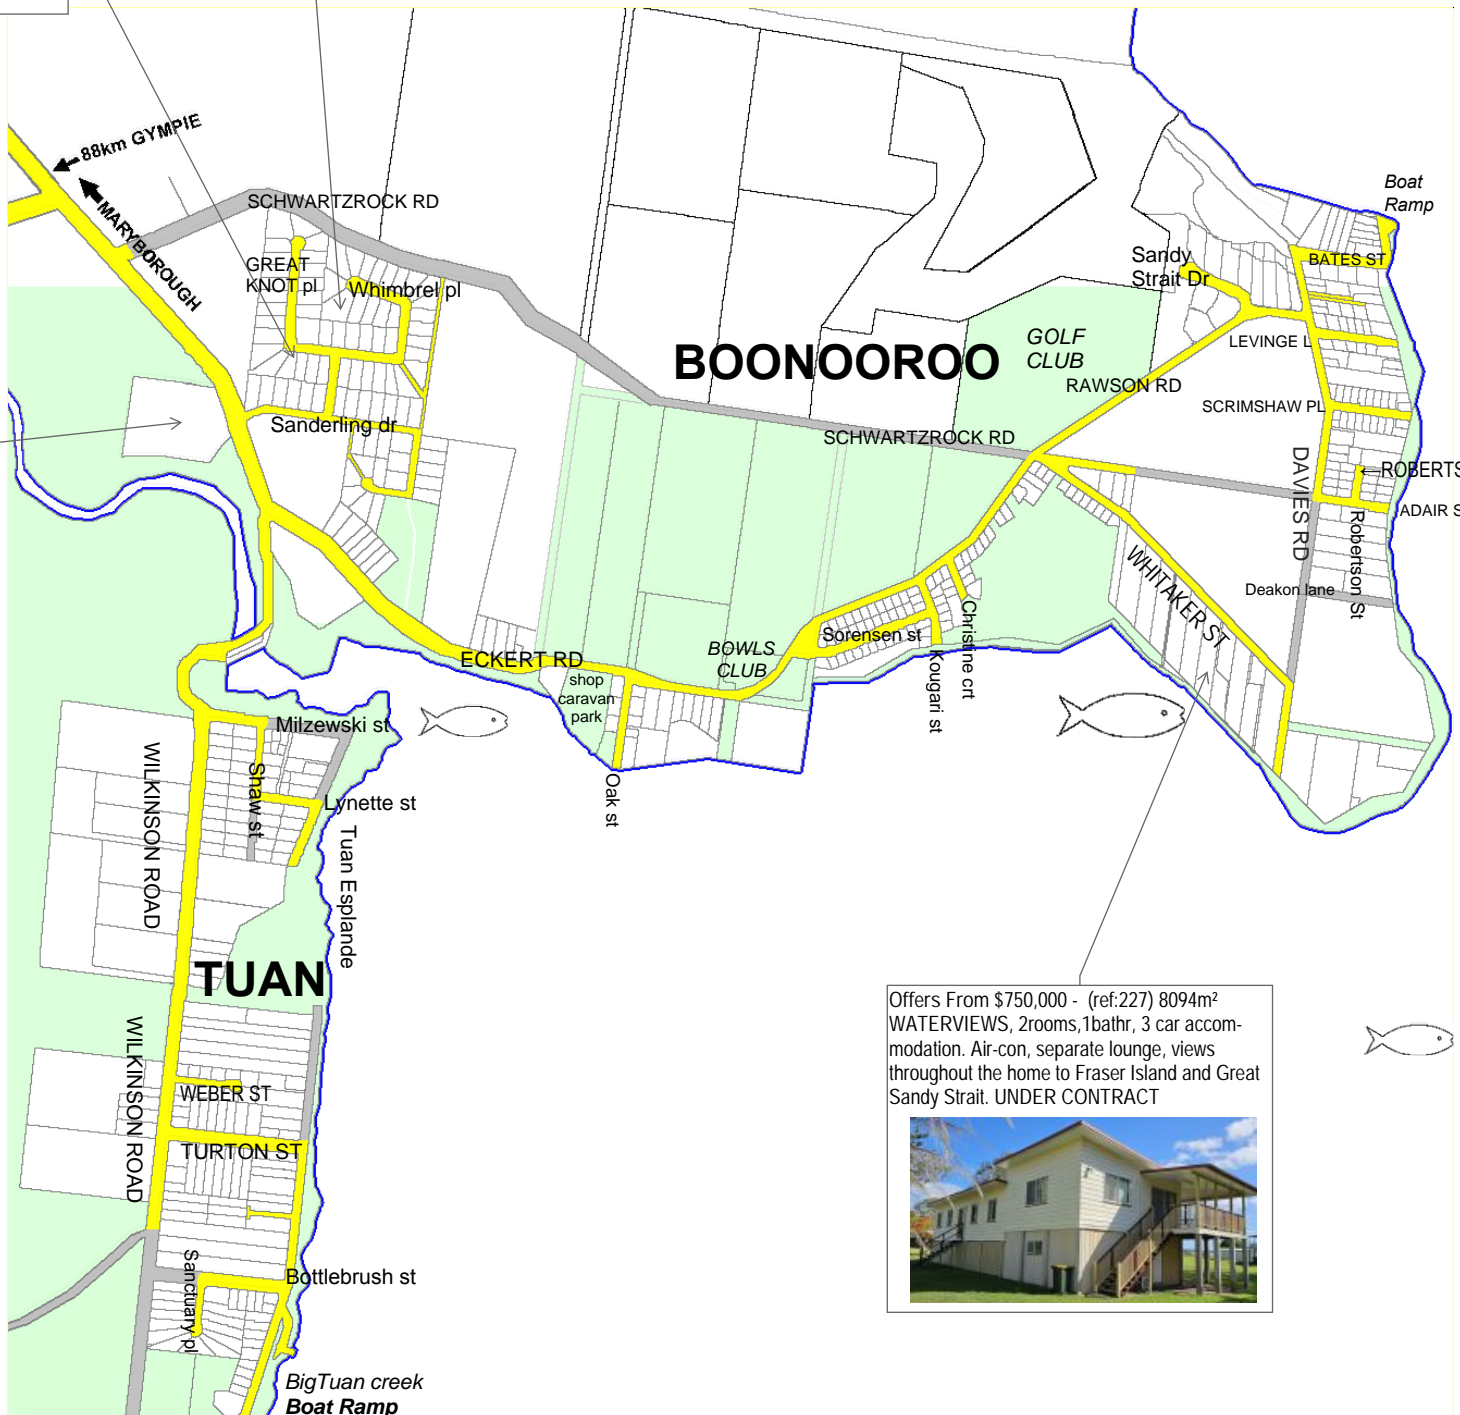 88km GYMPIE
MARYBOROUGH
SCHWARTZROCK RD
GREAT
KNOT pl
Whimbrel pl
Sanderling dr
BOONOOROO
GOLF
CLUB
Sandy
Strait Dr
Boat
Ramp
BATES ST
LEVINGE L
RAWSON RD
SCRIMSHAW PL
SCHWARTZROCK RD
DAVIES RD
ROBERTS
ADAIR S
Robertson St
Deakon lane
WHITAKER ST
Christine crt
Sorensen st
Kougari st
BOWLS
CLUB
ECKERT RD
shop
caravan
park
Oak st
Milzewski st
Shaw st
Lynette st
WILKINSON ROAD
Tuan Esplande
TUAN
WILKINSON ROAD
WEBER ST
TURTON ST
Sanctuary pl
Bottlebrush st
BigTuan creek
Boat Ramp
Offers From $750,000 - (ref:227) 8094m²
WATERVIEWS, 2rooms,1bathr, 3 car accom-
modation. Air-con, separate lounge, views
throughout the home to Fraser Island and Great
Sandy Strait. UNDER CONTRACT